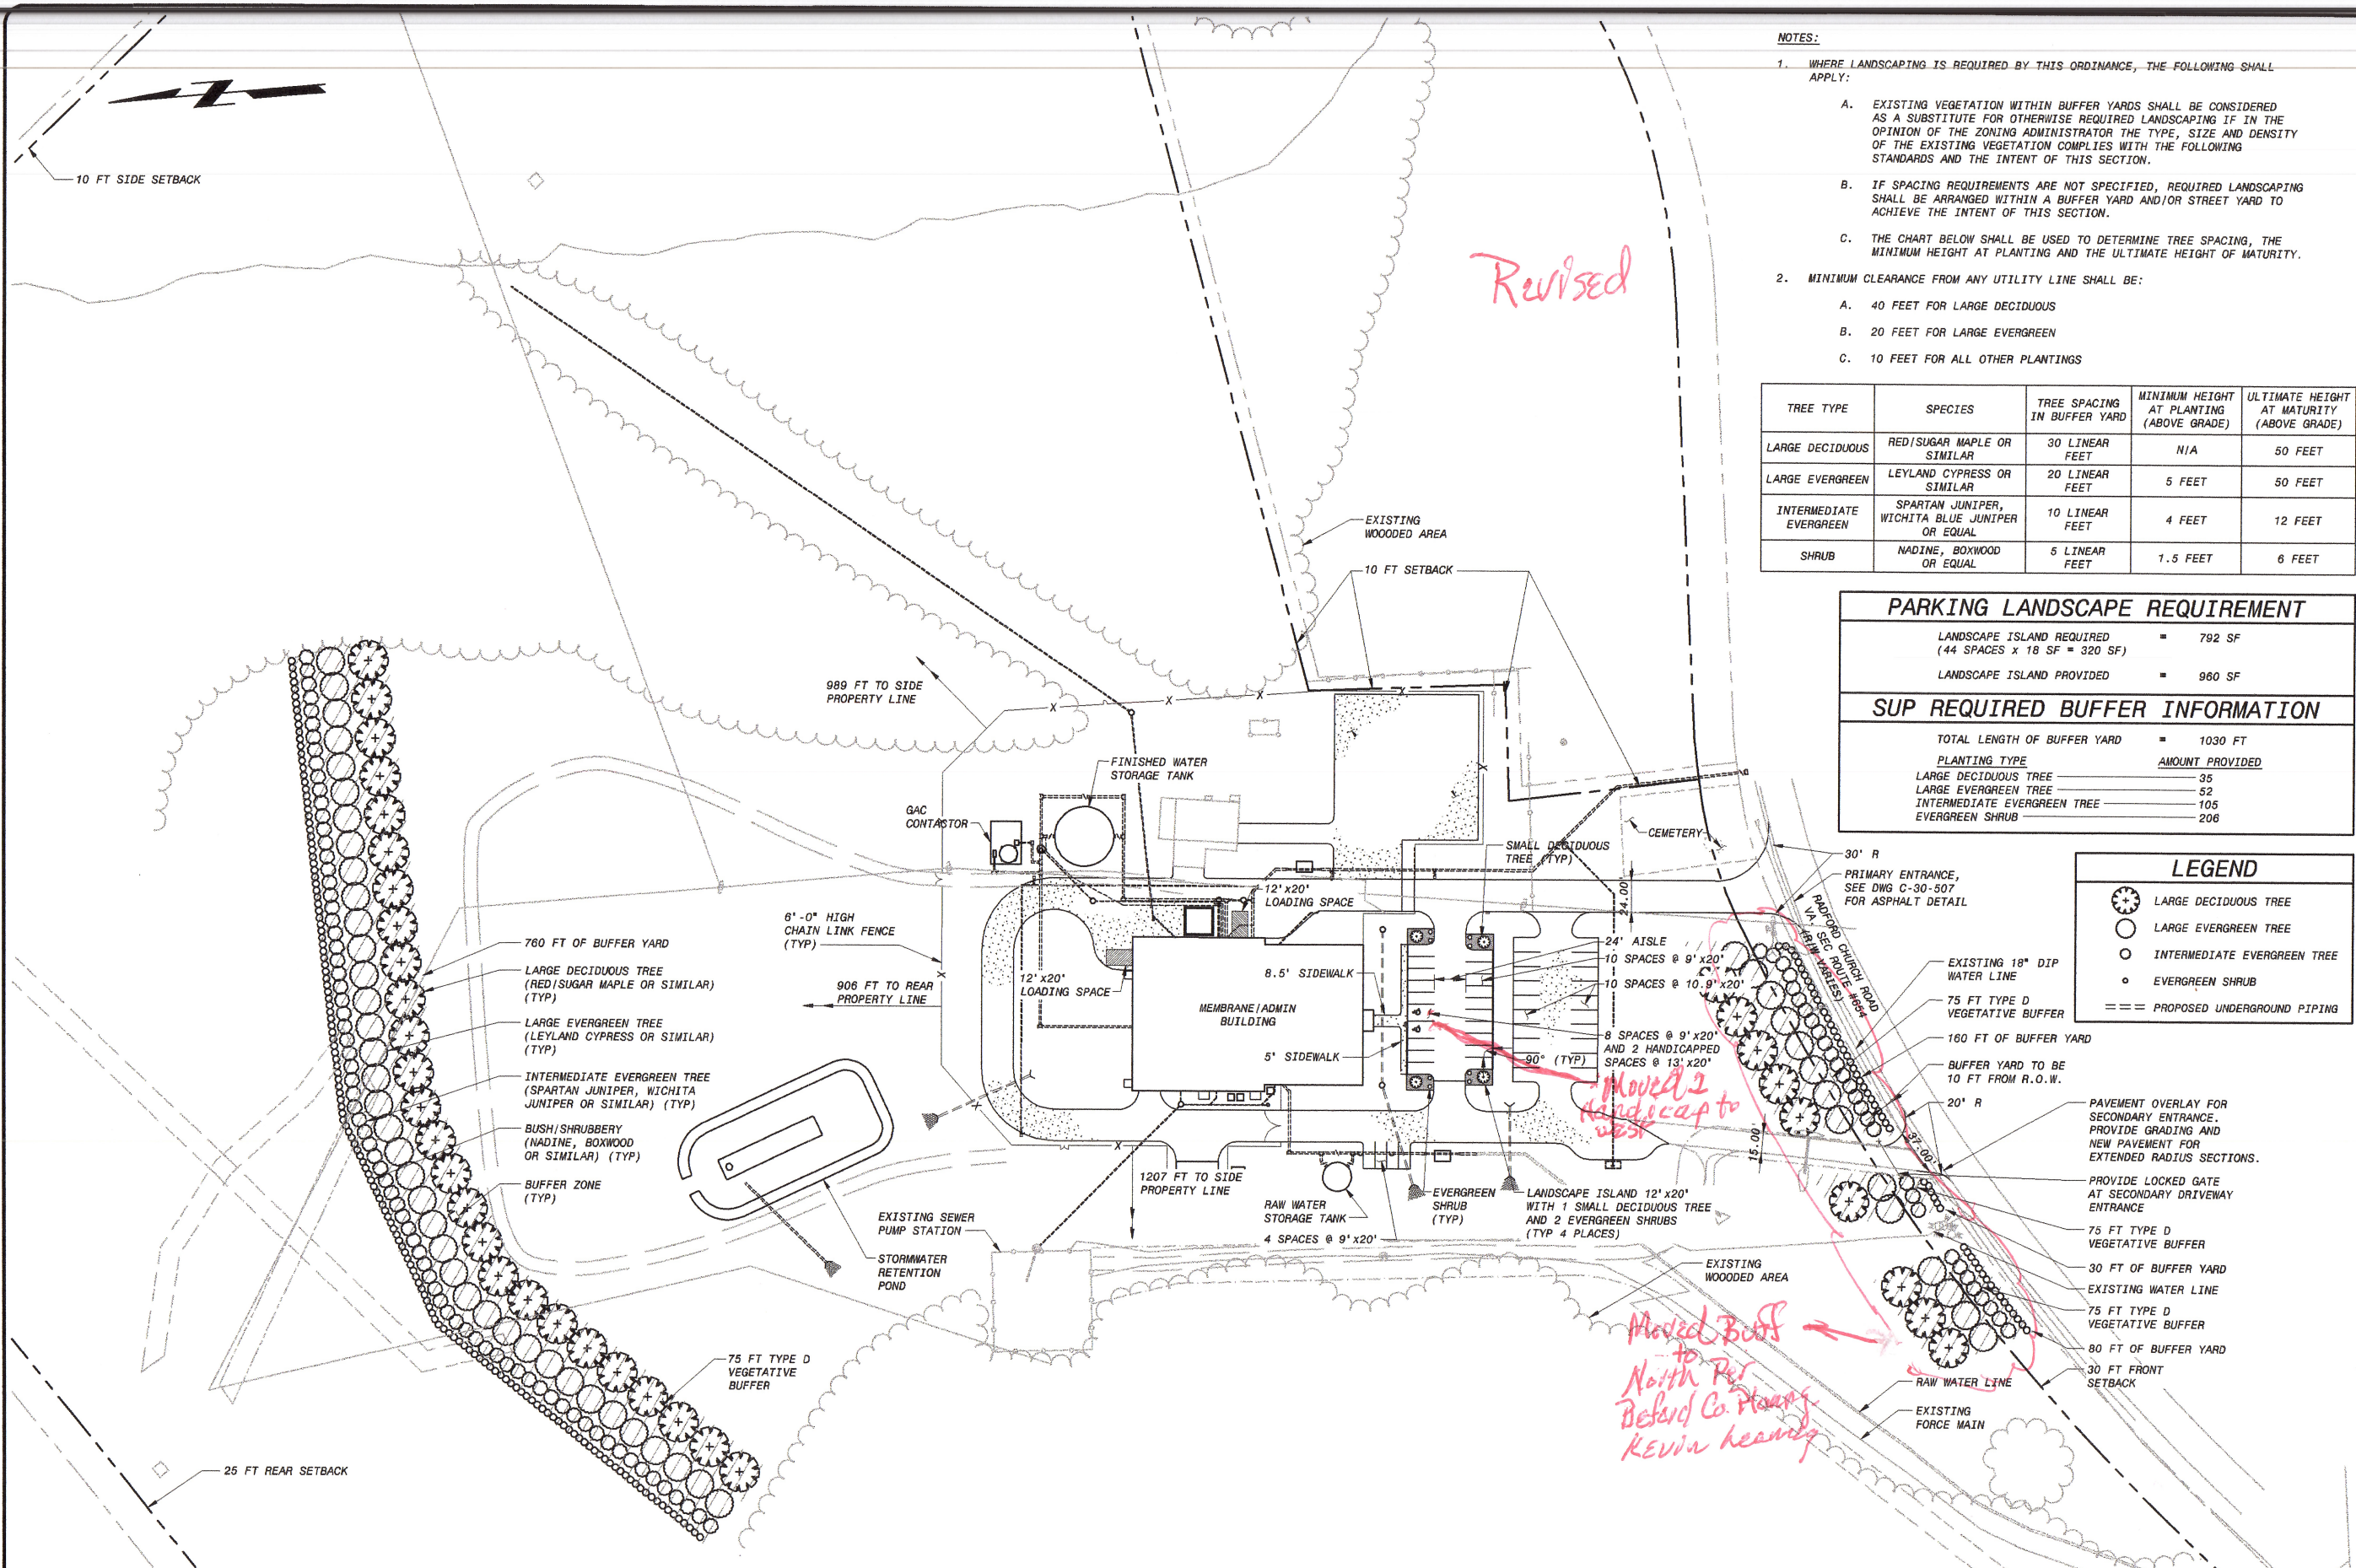 NOTES:
1. WHERE LANDSCAPING IS REQUIRED BY THIS ORDINANCE, THE FOLLOWING SHALL
APPLY:
A. EXISTING VEGETATION WITHIN BUFFER YARDS SHALL BE CONSIDERED
AS A SUBSTITUTE FOR OTHERWISE REQUIRED LANDSCAPING IF IN THE
OPINION OF THE ZONING ADMINISTRATOR THE TYPE, SIZE AND DENSITY
OF THE EXISTING VEGETATION COMPLIES WITH THE FOLLOWING
STANDARDS AND THE INTENT OF THIS SECTION.
B. IF SPACING REQUIREMENTS ARE NOT SPECIFIED, REQUIRED LANDSCAPING
SHALL BE ARRANGED WITHIN A BUFFER YARD AND/OR STREET YARD TO
ACHIEVE THE INTENT OF THIS SECTION.
C. THE CHART BELOW SHALL BE USED TO DETERMINE TREE SPACING, THE
MINIMUM HEIGHT AT PLANTING AND THE ULTIMATE HEIGHT OF MATURITY.
2. MINIMUM CLEARANCE FROM ANY UTILITY LINE SHALL BE:
A. 40 FEET FOR LARGE DECIDUOUS
B. 20 FEET FOR LARGE EVERGREEN
C. 10 FEET FOR ALL OTHER PLANTINGS
TREE TYPE
SPECIES
TREE SPACING
IN BUFFER YARD
MINIMUM HEIGHT
AT PLANTING
(ABOVE GRADE)
ULTIMATE HEIGHT
AT MATURITY
(ABOVE GRADE)
LARGE DECIDUOUS
RED/SUGAR MAPLE OR
SIMILAR
30 LINEAR
FEET
N/A
50 FEET
LARGE EVERGREEN
LEYLAND CYPRESS OR
SIMILAR
20 LINEAR
FEET
5 FEET
50 FEET
INTERMEDIATE
EVERGREEN
SPARTAN JUNIPER,
WICHITA BLUE JUNIPER
OR EQUAL
10 LINEAR
FEET
4 FEET
12 FEET
SHRUB
NADINE, BOXWOOD
OR EQUAL
5 LINEAR
FEET
1.5 FEET
6 FEET
PARKING LANDSCAPE REQUIREMENT
LANDSCAPE ISLAND REQUIRED = 792 SF
(44 SPACES x 18 SF = 320 SF)
LANDSCAPE ISLAND PROVIDED = 960 SF
SUP REQUIRED BUFFER INFORMATION
TOTAL LENGTH OF BUFFER YARD = 1030 FT
PLANTING TYPE AMOUNT PROVIDED
LARGE DECIDUOUS TREE 35
LARGE EVERGREEN TREE 52
INTERMEDIATE EVERGREEN TREE 105
EVERGREEN SHRUB 206
LEGEND
LARGE DECIDUOUS TREE
LARGE EVERGREEN TREE
INTERMEDIATE EVERGREEN TREE
EVERGREEN SHRUB
PROPOSED UNDERGROUND PIPING
10 FT SIDE SETBACK
Revised
EXISTING
WOOODED AREA
10 FT SETBACK
989 FT TO SIDE
PROPERTY LINE
FINISHED WATER
STORAGE TANK
GAC
CONTACTOR
CEMETERY
SMALL DECIDUOUS
TREE (TYP)
30' R
PRIMARY ENTRANCE,
SEE DWG C-30-507
FOR ASPHALT DETAIL
RADFORD CHURCH ROAD
VA SEC ROUTE #654
(R/W VARIES)
12'x20'
LOADING SPACE
24.00'
6'-0" HIGH
CHAIN LINK FENCE
(TYP)
760 FT OF BUFFER YARD
LARGE DECIDUOUS TREE
(RED/SUGAR MAPLE OR SIMILAR)
(TYP)
LARGE EVERGREEN TREE
(LEYLAND CYPRESS OR SIMILAR)
(TYP)
INTERMEDIATE EVERGREEN TREE
(SPARTAN JUNIPER, WICHITA
JUNIPER OR SIMILAR) (TYP)
BUSH/SHRUBBERY
(NADINE, BOXWOOD
OR SIMILAR) (TYP)
BUFFER ZONE
(TYP)
906 FT TO REAR
PROPERTY LINE
12'x20'
LOADING SPACE
8.5' SIDEWALK
MEMBRANE/ADMIN
BUILDING
5' SIDEWALK
24' AISLE
10 SPACES @ 9'x20'
10 SPACES @ 10.9'x20'
8 SPACES @ 9'x20'
AND 2 HANDICAPPED
SPACES @ 13'x20'
90° (TYP)
Moved 1
Handicap to
west
EXISTING 18" DIP
WATER LINE
75 FT TYPE D
VEGETATIVE BUFFER
160 FT OF BUFFER YARD
BUFFER YARD TO BE
10 FT FROM R.O.W.
20' R
37.00'
15.00'
PAVEMENT OVERLAY FOR
SECONDARY ENTRANCE.
PROVIDE GRADING AND
NEW PAVEMENT FOR
EXTENDED RADIUS SECTIONS.
PROVIDE LOCKED GATE
AT SECONDARY DRIVEWAY
ENTRANCE
75 FT TYPE D
VEGETATIVE BUFFER
30 FT OF BUFFER YARD
EXISTING WATER LINE
75 FT TYPE D
VEGETATIVE BUFFER
80 FT OF BUFFER YARD
30 FT FRONT
SETBACK
1207 FT TO SIDE
PROPERTY LINE
RAW WATER
STORAGE TANK
4 SPACES @ 9'x20'
EVERGREEN
SHRUB
(TYP)
LANDSCAPE ISLAND 12'x20'
WITH 1 SMALL DECIDUOUS TREE
AND 2 EVERGREEN SHRUBS
(TYP 4 PLACES)
EXISTING SEWER
PUMP STATION
STORMWATER
RETENTION
POND
EXISTING
WOOODED AREA
Moved Buff
to
North Per
Beford Co. Planng
Kevin
RAW WATER LINE
EXISTING
FORCE MAIN
75 FT TYPE D
VEGETATIVE
BUFFER
25 FT REAR SETBACK